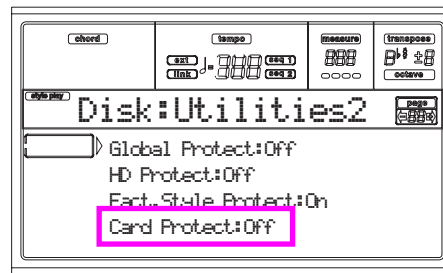 chord
tempo
measure
transpose
ext
seq 1
link
seq 2
octave
style play
Disk:Utilities2
page
Global Protect:Off
HD Protect:Off
Fact.Style Protect:On
Card Protect:Off